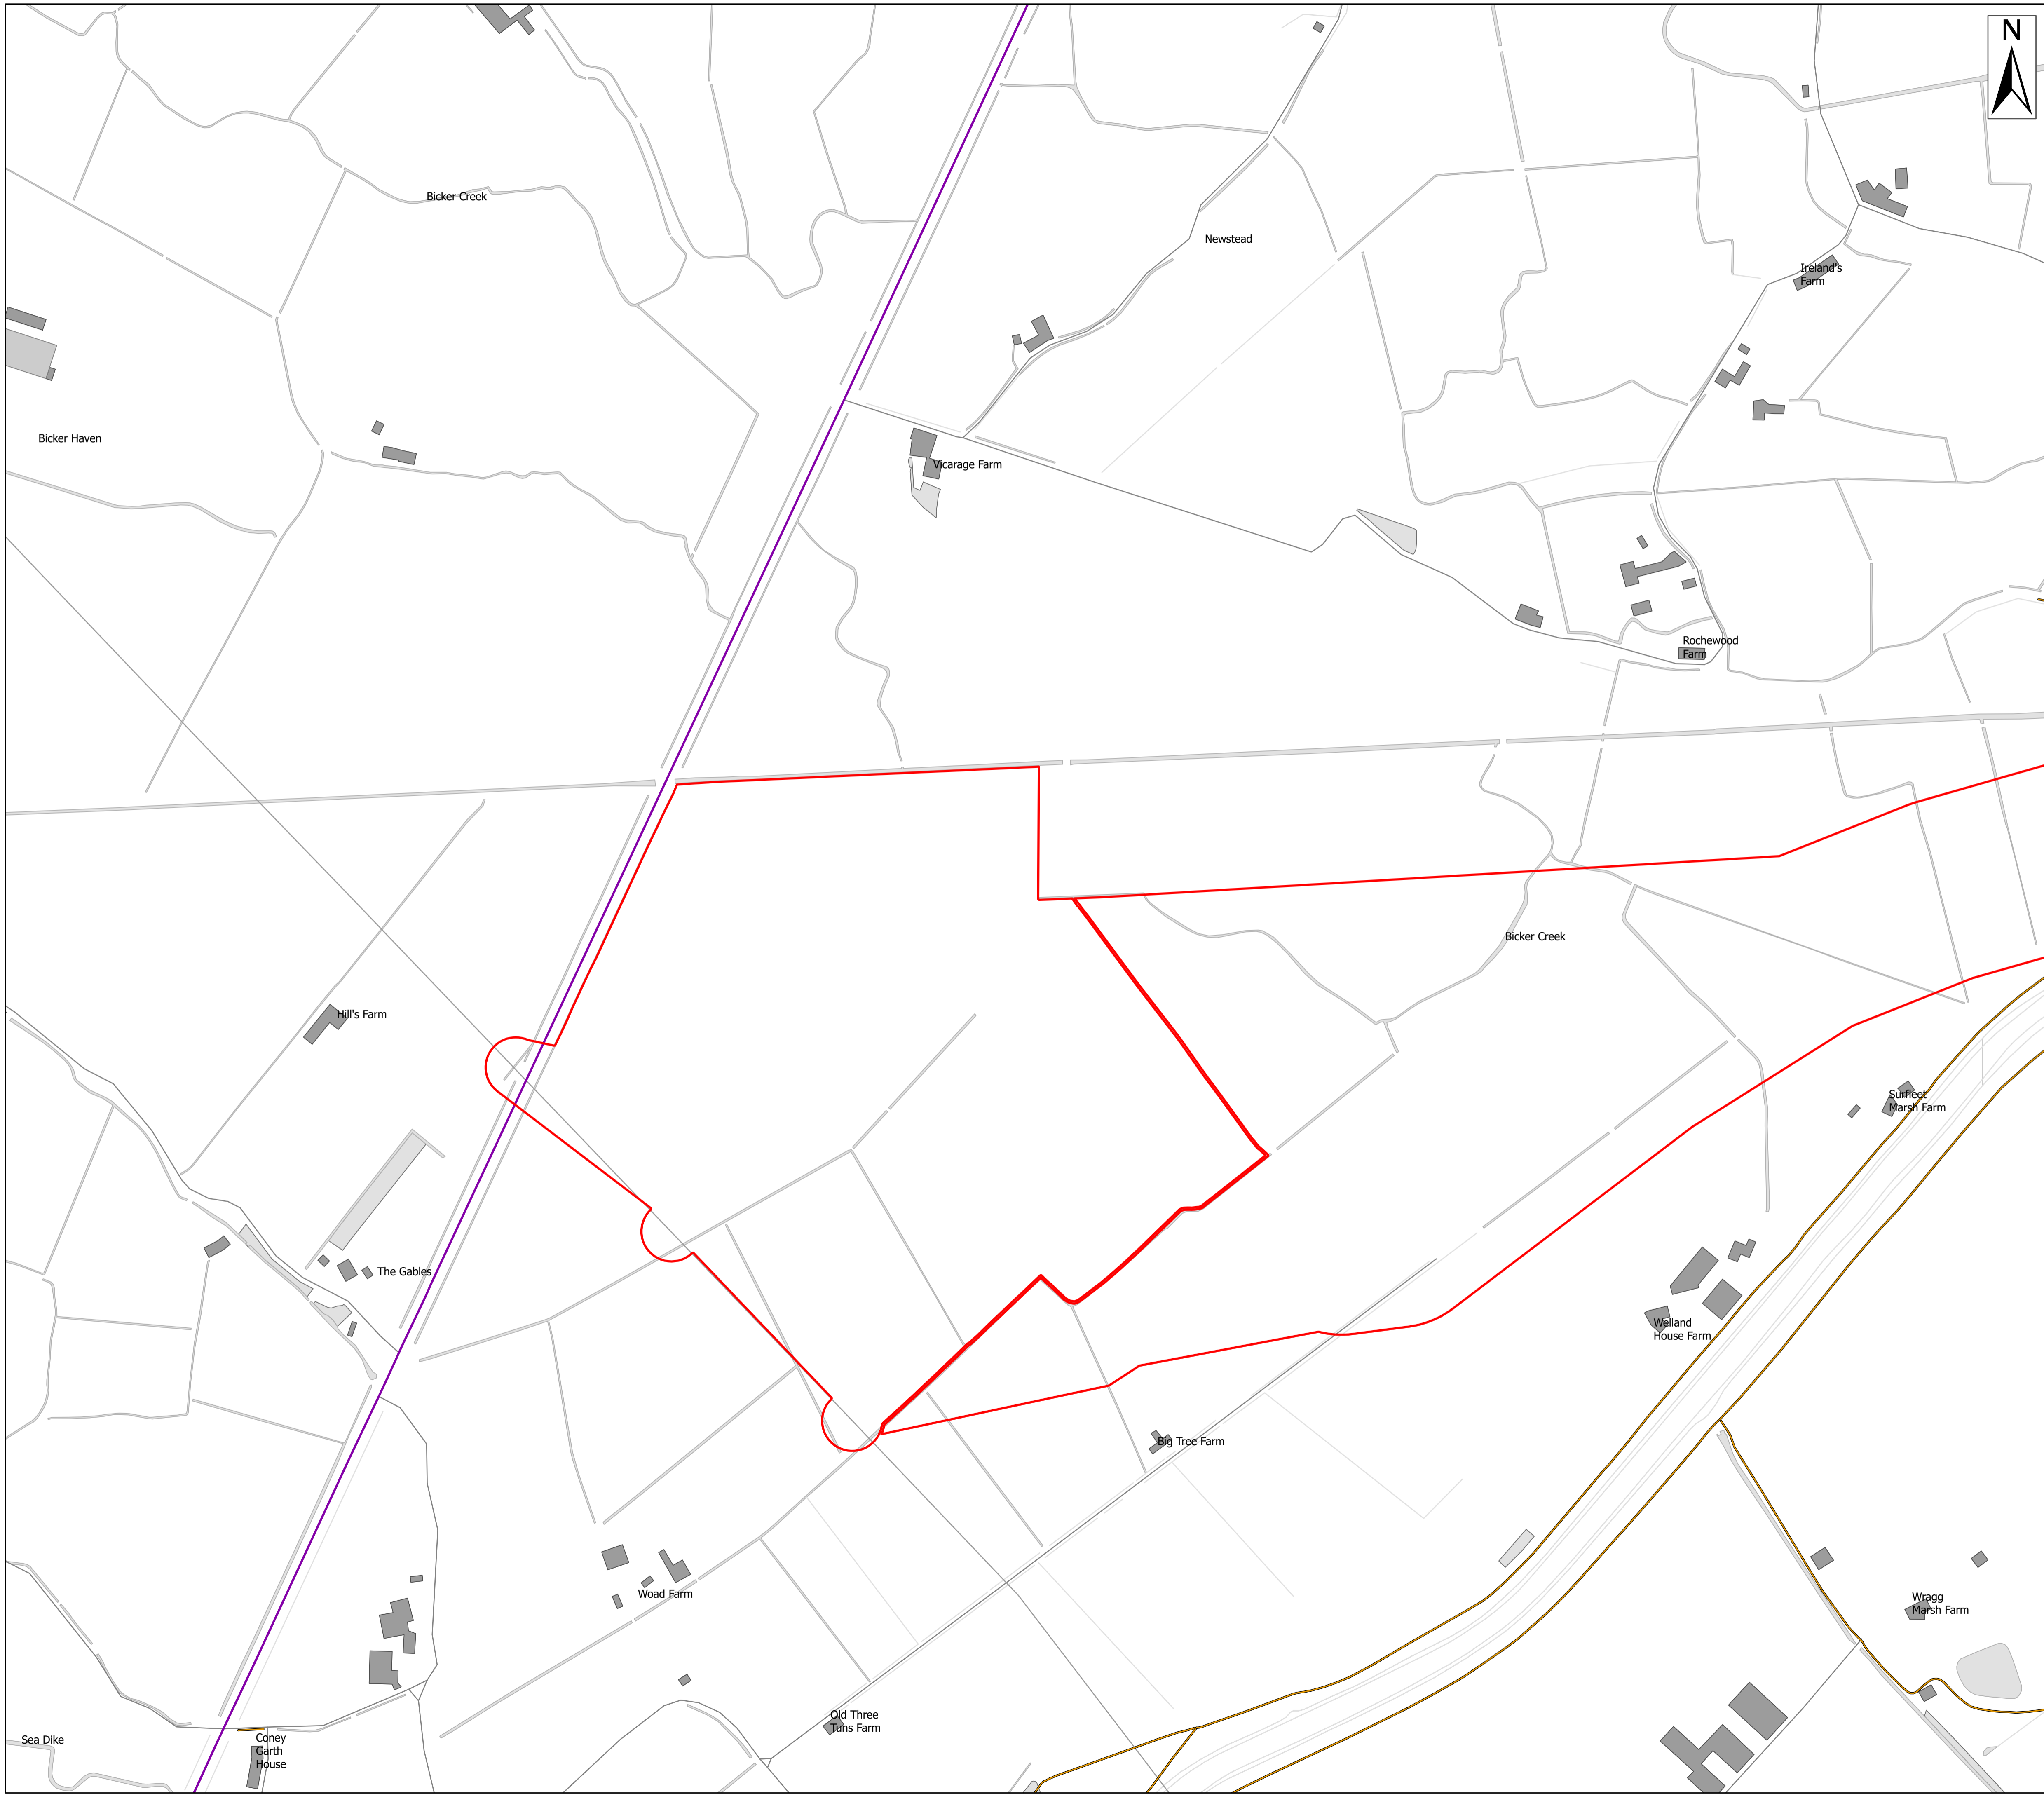 N
Bicker Creek
Newstead
Ireland's
Farm
Bicker Haven
Vicarage Farm
Rochewood
Farm
Bicker Creek
Hill's Farm
Surfleet
Marsh Farm
The Gables
Welland
House Farm
Big Tree Farm
Woad Farm
Wragg
Marsh Farm
Old Three
Tuns Farm
Sea Dike
Coney
Garth
House